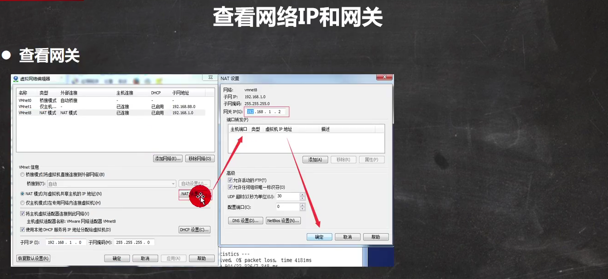 查看网络IP和网关
查看网关
虚拟网络编辑器
名称 类型 外部连接 主机连接 DHCP 子网地址
VMnet0 桥接模式 自动桥接 - - -
VMnet1 仅主机... - 已连接 已启用 192.168.80.0
VMnet8 NAT 模式 NAT 模式 已连接 已启用 192.168.1.0
添加网络(E)... 移除网络(O)
VMnet 信息
桥接模式(将虚拟机直接连接到外部网络)(B)
桥接到(T): 自动 自动设置(U)...
NAT 模式(与虚拟机共享主机的 IP 地址)(N) NAT
仅主机模式(在专用网络内连接虚拟机)(H)
将主机虚拟适配器连接到此网络(V)
主机虚拟适配器名称: VMware 网络适配器 VMnet8
使用本地 DHCP 服务将 IP 地址分配给虚拟机(D) DHCP 设置(P)...
子网 IP (I): 192 .168 . 1 . 0 子网掩码(M): 255 .255 .255 . 0
恢复默认设置(R) 确定 取消 应用(A) 帮助
NAT 设置
网络: vmnet8
子网 IP: 192.168.1.0
子网掩码: 255.255.255.0
网关 IP(G): 192 .168 . 1 . 2
端口转发(F)
主机端口 类型 虚拟机 IP 地址 描述
添加(A)... 移除(R) 属性(P)
高级
允许活动的 FTP(T)
允许任何组织唯一标识符(O)
UDP 超时(以秒为单位)(U): 30
配置端口(C): 0
DNS 设置(D)... NetBios 设置(N)...
确定 取消 帮助
tistics ---
ved, 0% packet loss, time 4181ms